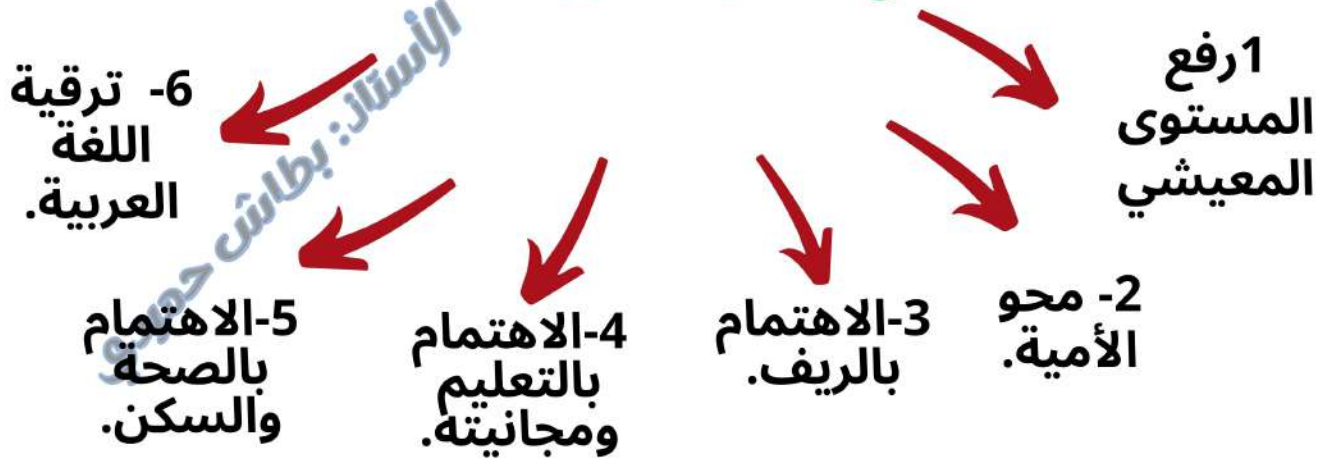 1رفع
المستوى
المعيشي
2- محو
الأمية.
3-الاهتمام
بالريف.
4-الاهتمام
بالتعليم
ومجانيته.
5-الاهتمام
بالصحة
والسكن.
6- ترقية
اللغة
العربية.
الأستاذ: بطاش